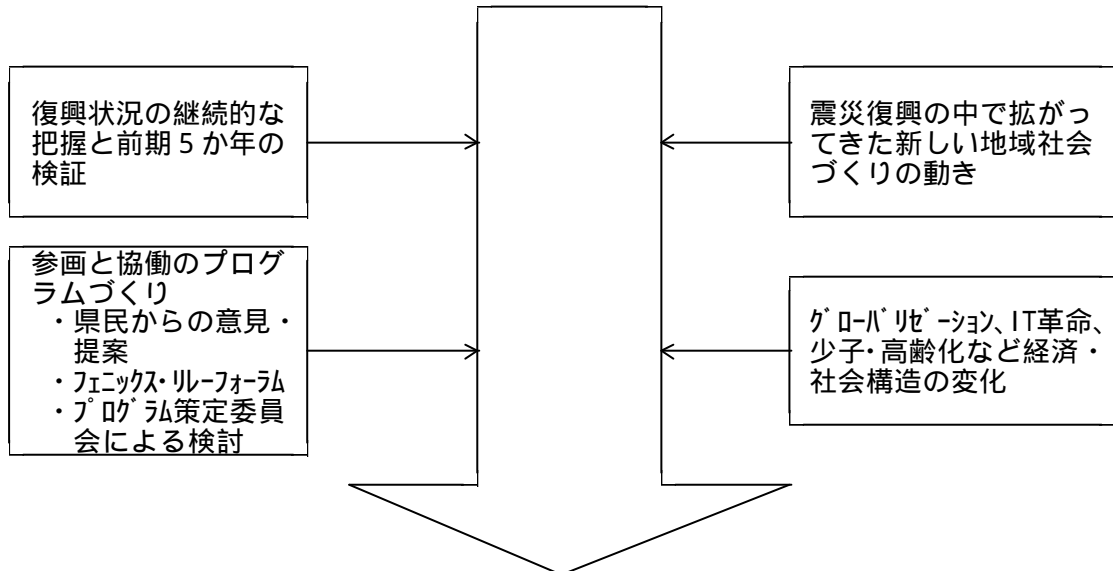 復興状況の継続的な
把握と前期5か年の
検証
震災復興の中で拡がっ
てきた新しい地域社会
づくりの動き
参画と協働のプログ
ラムづくり
・県民からの意見・
提案
・ﾌｪﾆｯｸｽ･ﾘﾚｰﾌｫｰﾗﾑ
・ﾌﾟﾛｸﾞﾗﾑ策定委員
会による検討
ｸﾞﾛｰﾊﾞﾘｾﾞｰｼｮﾝ、IT革命、
少子･高齢化など経済・
社会構造の変化